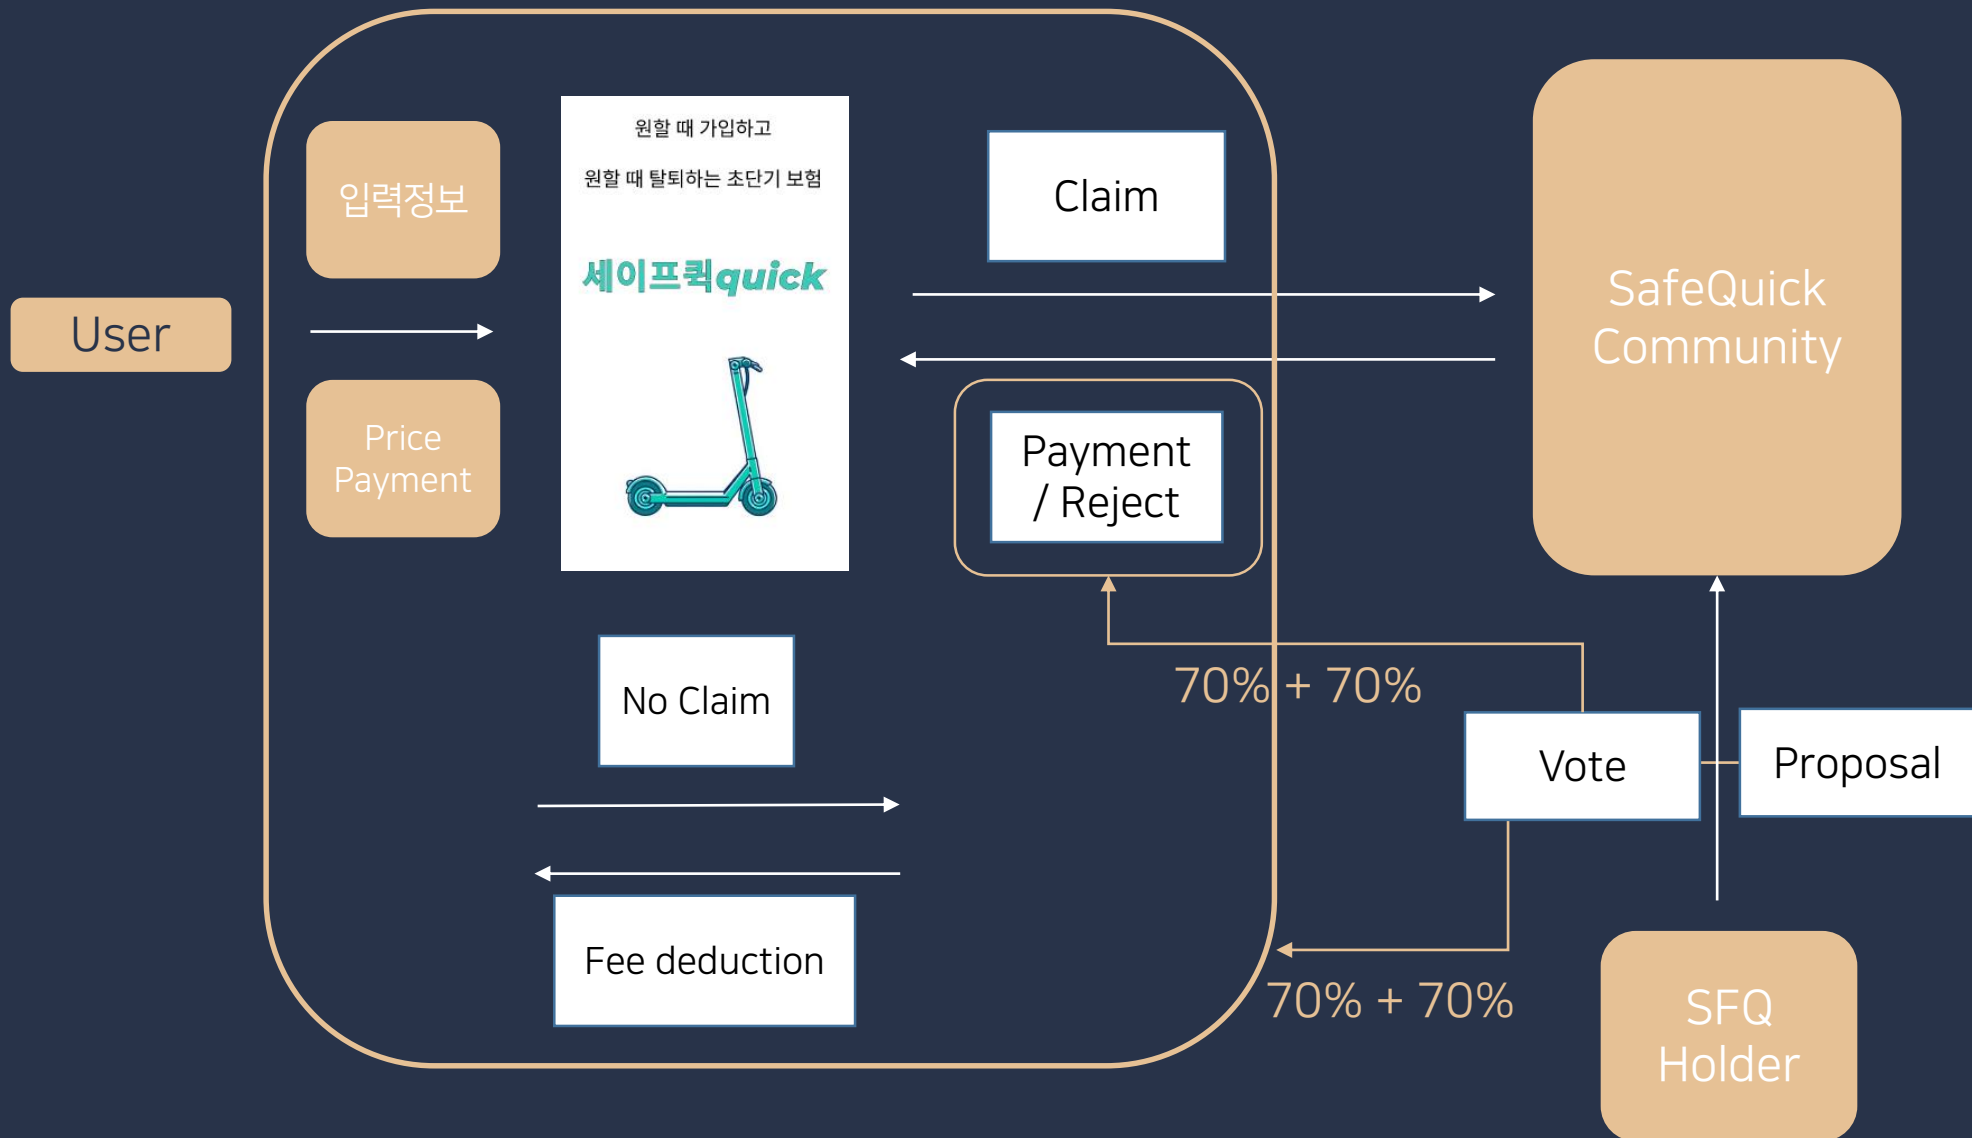 User
입력정보
Price
Payment
원할 때 가입하고
원할 때 탈퇴하는 초단기 보험
세이프퀵quick
Claim
Payment
/ Reject
SafeQuick
Community
No Claim
Fee deduction
70% + 70%
Vote
Proposal
70% + 70%
SFQ
Holder